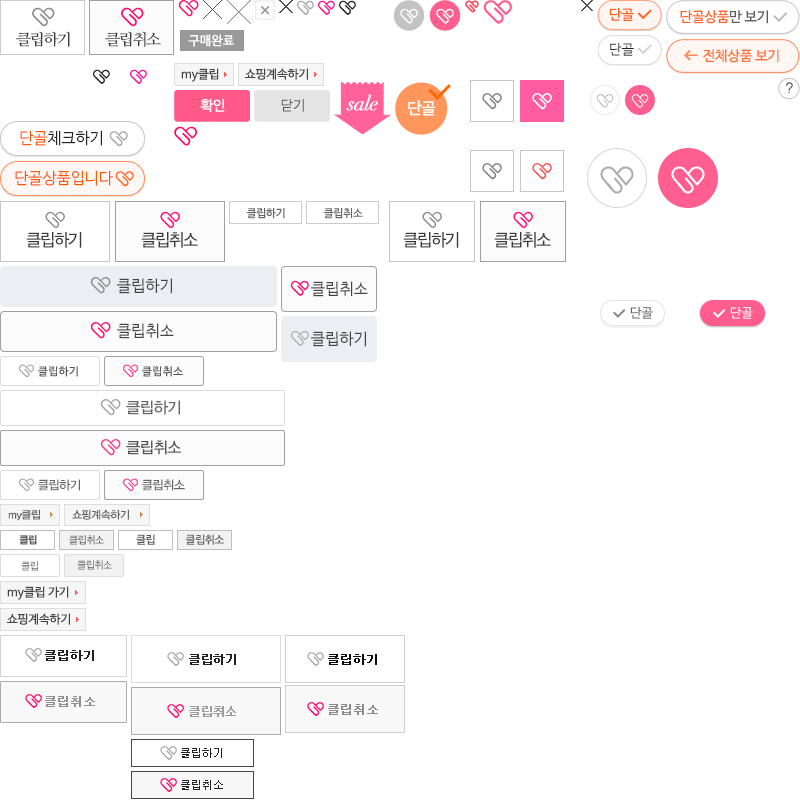 클립하기
클립취소
구매완료
단골
단골상품만 보기
단골
← 전체상품 보기
my클립
쇼핑계속하기
확인
닫기
sale
단골
?
단골체크하기
단골상품입니다
클립하기
클립취소
클립하기
클립취소
클립하기
클립취소
클립하기
클립취소
클립취소
클립하기
단골
단골
클립하기
클립취소
클립하기
클립취소
클립하기
클립취소
my클립
쇼핑계속하기
클립
클립취소
클립
클립취소
클립
클립취소
my클립 가기
쇼핑계속하기
클립하기
클립하기
클립하기
클립취소
클립취소
클립취소
클립하기
클립취소